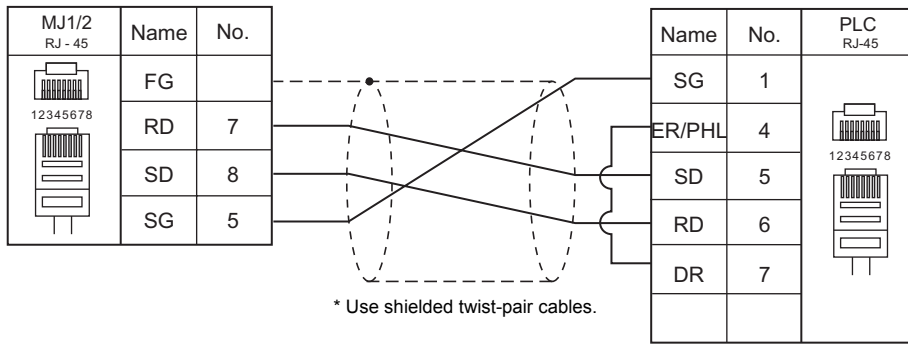 MJ1/2
RJ - 45
Name No.
FG
12345678
RD 7
SD 8
SG 5
Name No.
PLC
RJ-45
SG 1
ER/PHL 4
12345678
SD 5
RD 6
DR 7
* Use shielded twist-pair cables.